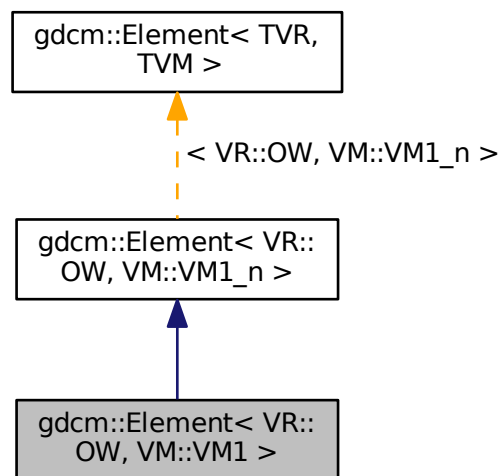 gdcm::Element< TVR,
TVM >
< VR::OW, VM::VM1_n >
gdcm::Element< VR::
OW, VM::VM1_n >
gdcm::Element< VR::
OW, VM::VM1 >